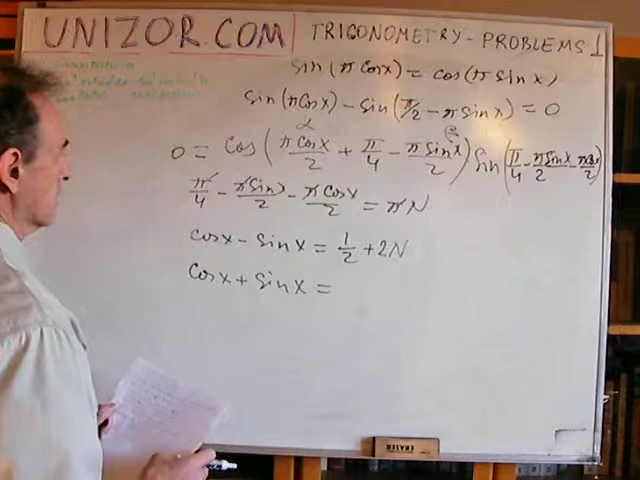 UNIZOR.COM TRIGONOMETRY - PROBLEMS 1
sin(π cos x) = cos(π sin x)
sin(π cos x) - sin(π/2 - π sin x) = 0
α
0 = cos(π cos x/2 + π/4 - π sin x/2) sin(π/4 - π sin x/2 - π
π/4 - π sin x/2 - π cos x/2 = πN
cos x - sin x = 1/2 + 2N
cos x + sin x =
ERASER